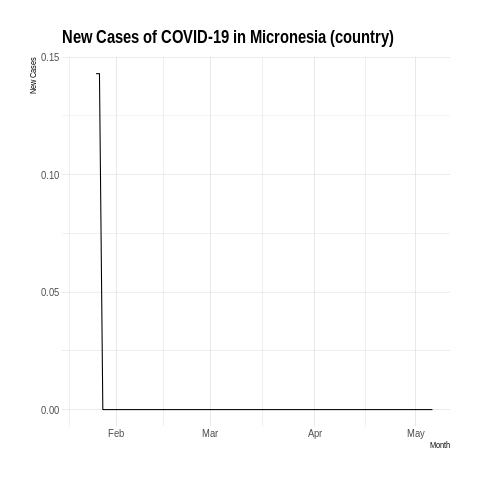 New Cases of COVID-19 in Micronesia (country)
New Cases
0.15
0.10
0.05
0.00
Feb Mar Apr May
Month